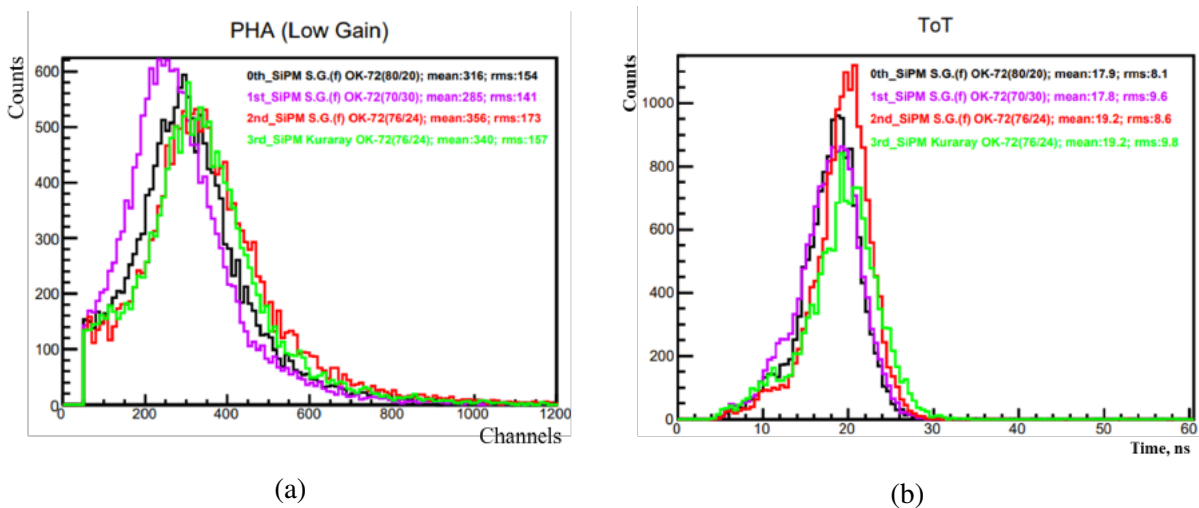 PHA (Low Gain)
Counts
600
500
400
300
200
100
0
0th_SiPM S.G.(f) OK-72(80/20); mean:316; rms:154
1st_SiPM S.G.(f) OK-72(70/30); mean:285; rms:141
2nd_SiPM S.G.(f) OK-72(76/24); mean:356; rms:173
3rd_SiPM Kuraray OK-72(76/24); mean:340; rms:157
0 200 400 600 800 1000 1200
Channels
(a)
ToT
Counts
1000
800
600
400
200
0
0th_SiPM S.G.(f) OK-72(80/20); mean:17.9; rms:8.1
1st_SiPM S.G.(f) OK-72(70/30); mean:17.8; rms:9.6
2nd_SiPM S.G.(f) OK-72(76/24); mean:19.2; rms:8.6
3rd_SiPM Kuraray OK-72(76/24); mean:19.2; rms:9.8
0 10 20 30 40 50 60
Time, ns
(b)